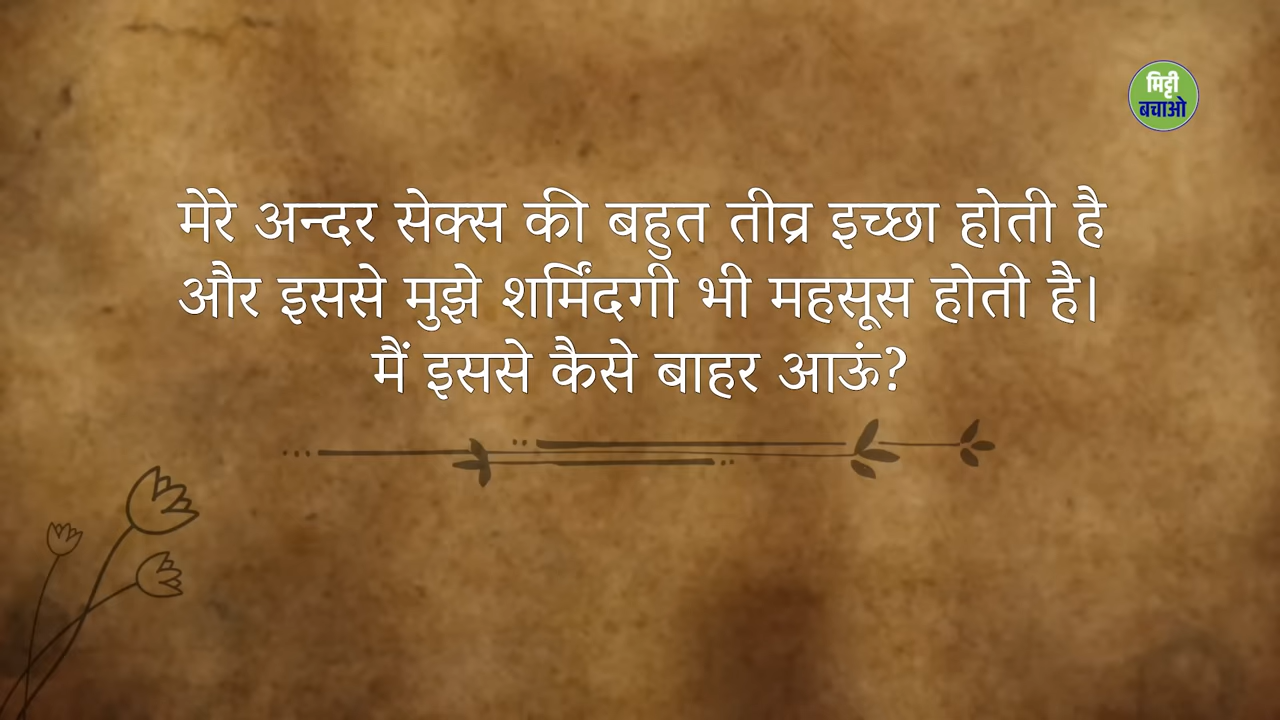 मिट्टी
बचाओ
मेरे अन्दर सेक्स की बहुत तीव्र इच्छा होती है
और इससे मुझे शर्मिंदगी भी महसूस होती है।
मैं इससे कैसे बाहर आऊं?